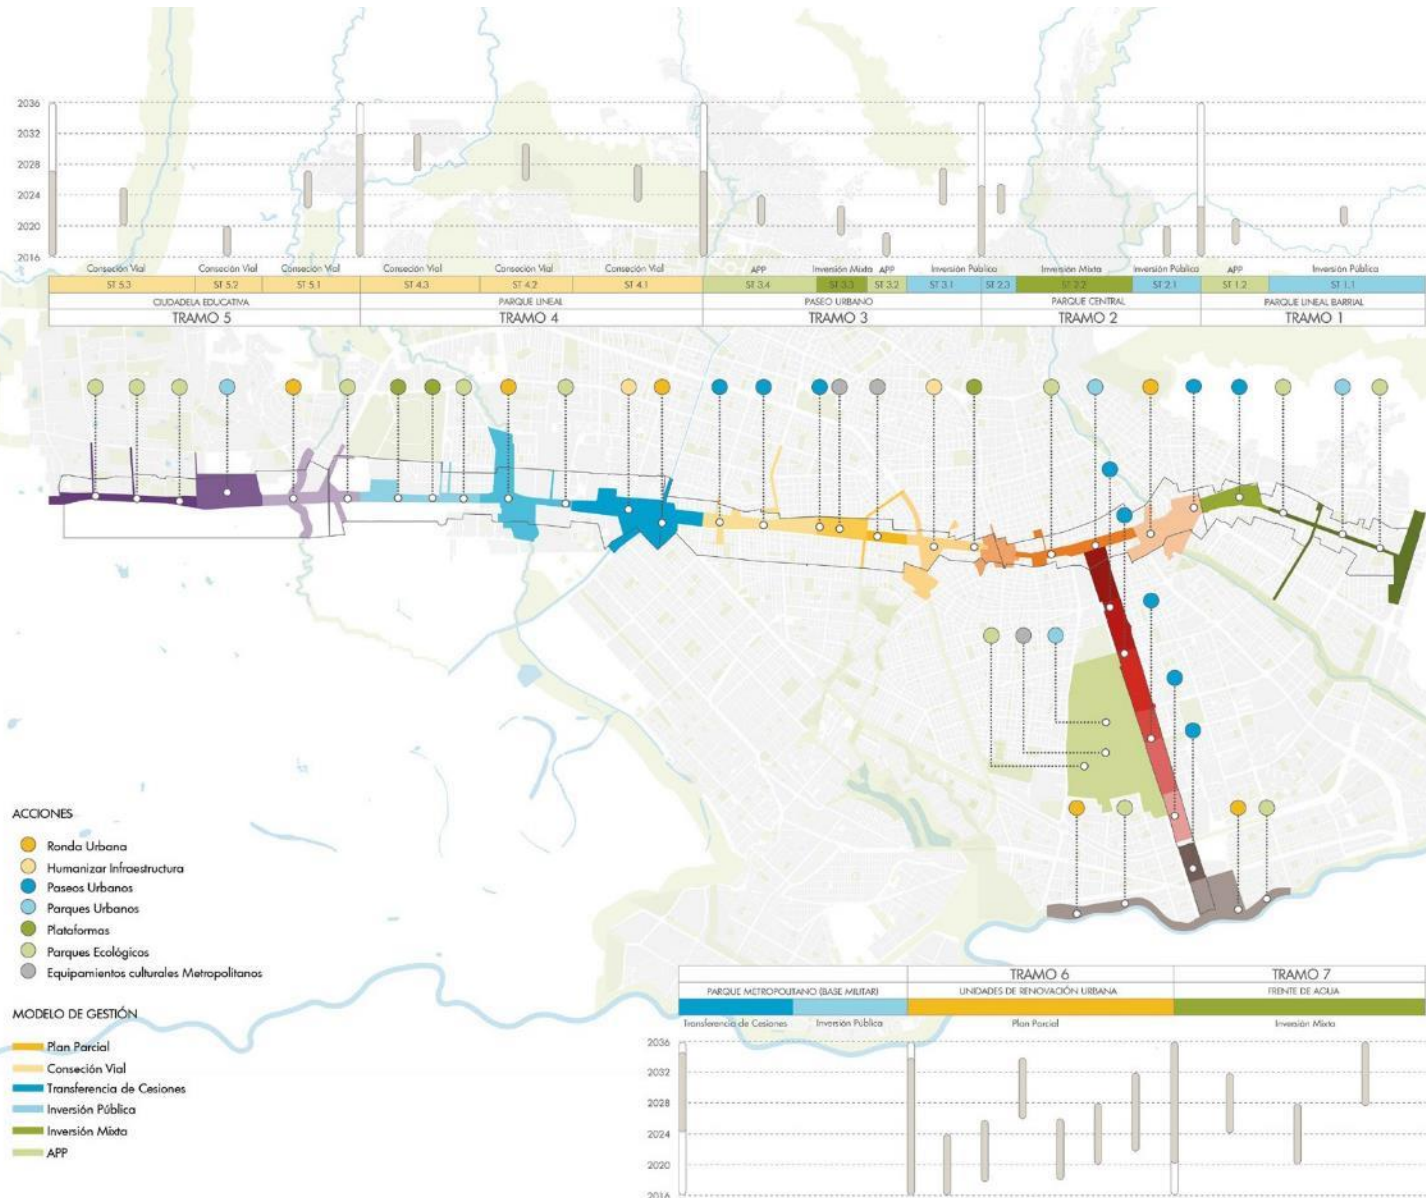 2036
2032
2028
2024
2020
2016
Conseción Vial Conseción Vial Conseción Vial Conseción Vial Conseción Vial Conseción Vial APP Inversión Mixta APP Inversión Pública Inversión Mixta Inversión Pública APP Inversión Pública
ST 5.3 ST 5.2 ST 5.1 ST 4.3 ST 4.2 ST 4.1 ST 3.4 ST 3.3 ST 3.2 ST 3.1 ST 2.3 ST 2.2 ST 2.1 ST 1.2 ST 1.1
CIUDADELA EDUCATIVA PARQUE LINEAL PASEO URBANO PARQUE CENTRAL PARQUE LINEAL BARRIAL
TRAMO 5 TRAMO 4 TRAMO 3 TRAMO 2 TRAMO 1
ACCIONES
Ronda Urbana
Humanizar Infraestructura
Paseos Urbanos
Parques Urbanos
Plataformas
Parques Ecológicos
Equipamientos culturales Metropolitanos
MODELO DE GESTIÓN
Plan Parcial
Conseción Vial
Transferencia de Cesiones
Inversión Pública
Inversión Mixta
APP
TRAMO 6 TRAMO 7
PARQUE METROPOLITANO (BASE MILITAR) UNIDADES DE RENOVACIÓN URBANA FRENTE DE AGUA
Transferencia de Cesiones Inversión Pública Plan Parcial Inversión Mixta
2036
2032
2028
2024
2020
2016